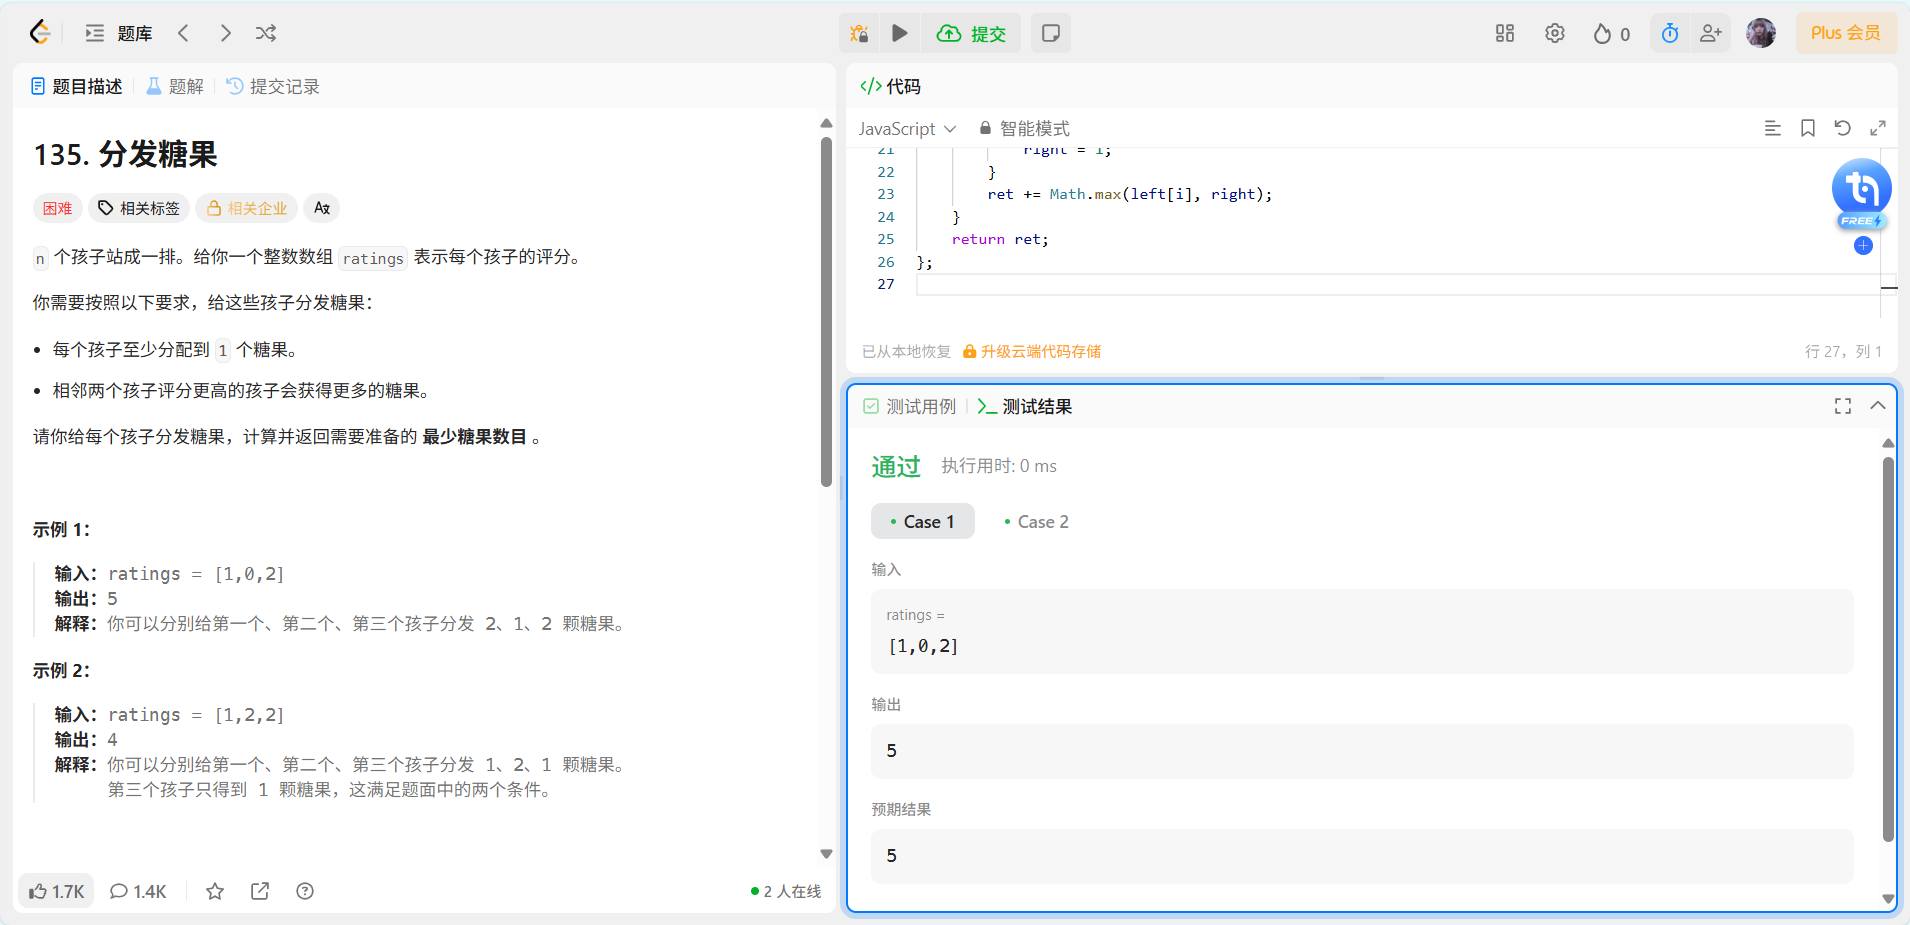 题库
提交
0
Plus 会员
题目描述
题解
提交记录
135. 分发糖果
困难
相关标签
相关企业
n 个孩子站成一排。给你一个整数数组 ratings 表示每个孩子的评分。
你需要按照以下要求，给这些孩子分发糖果：
每个孩子至少分配到 1 个糖果。
相邻两个孩子评分更高的孩子会获得更多的糖果。
请你给每个孩子分发糖果，计算并返回需要准备的 最少糖果数目 。
示例 1：
输入：ratings = [1,0,2]
输出：5
解释：你可以分别给第一个、第二个、第三个孩子分发 2、1、2 颗糖果。
示例 2：
输入：ratings = [1,2,2]
输出：4
解释：你可以分别给第一个、第二个、第三个孩子分发 1、2、1 颗糖果。
第三个孩子只得到 1 颗糖果，这满足题面中的两个条件。
1.7K
1.4K
2 人在线
代码
JavaScript
智能模式
21 right = 1;
22 }
23 ret += Math.max(left[i], right);
24 }
25 return ret;
26 };
27
FREE
已从本地恢复
升级云端代码存储
行 27，列 1
测试用例
测试结果
通过
执行用时: 0 ms
Case 1
Case 2
输入
ratings =
[1,0,2]
输出
5
预期结果
5